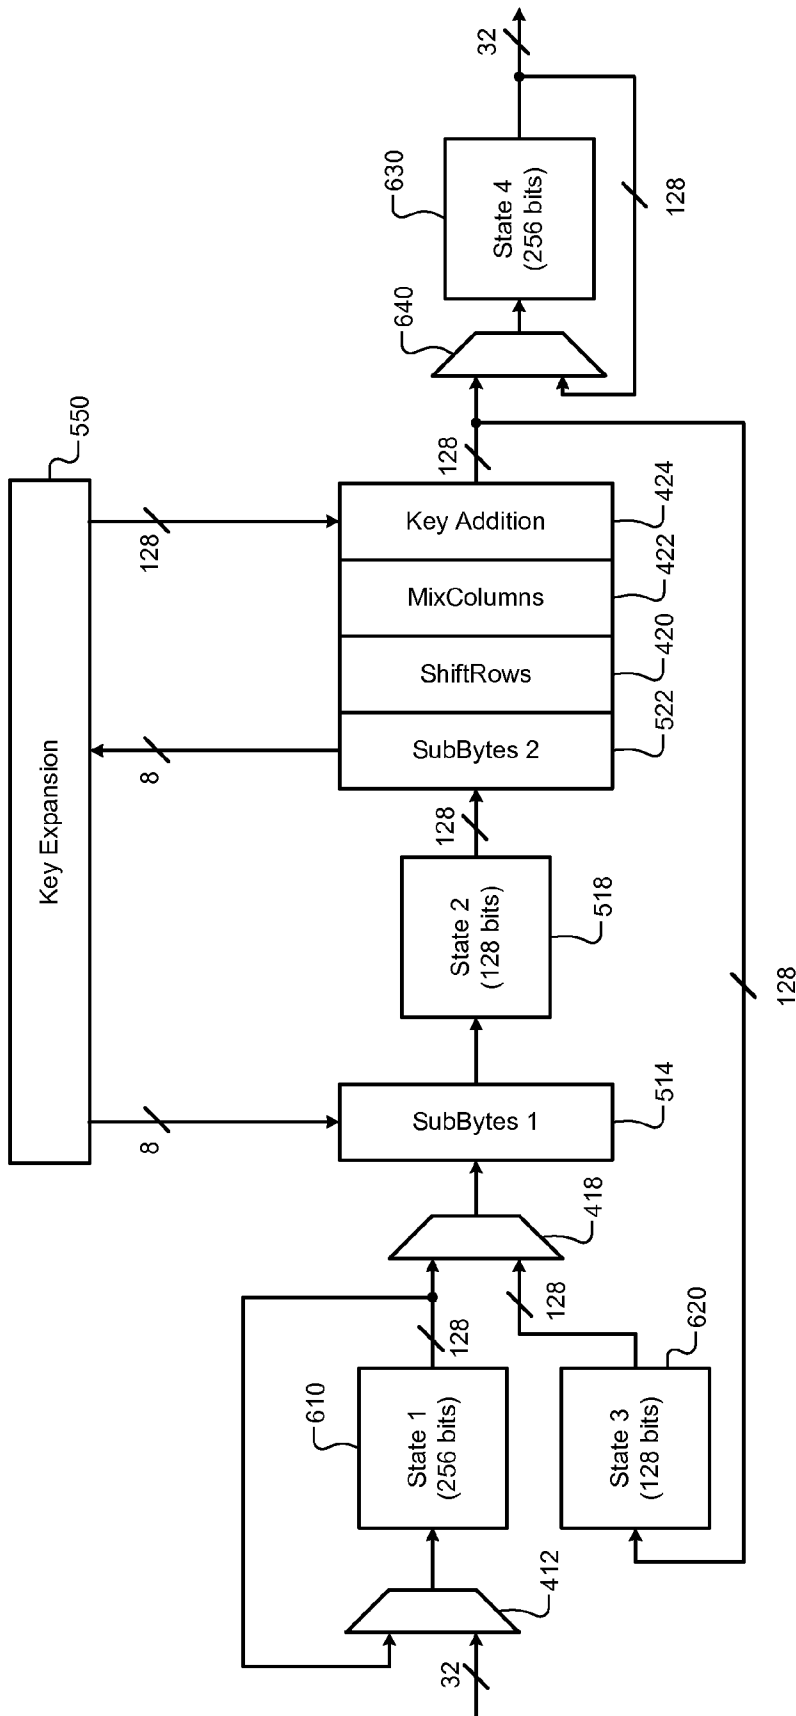 Key Expansion
550
8
8
128
32
412
State 1
(256 bits)
610
128
State 3
(128 bits)
620
128
418
SubBytes 1
514
State 2
(128 bits)
518
128
SubBytes 2
522
ShiftRows
420
MixColumns
422
Key Addition
424
128
128
640
State 4
(256 bits)
630
128
32